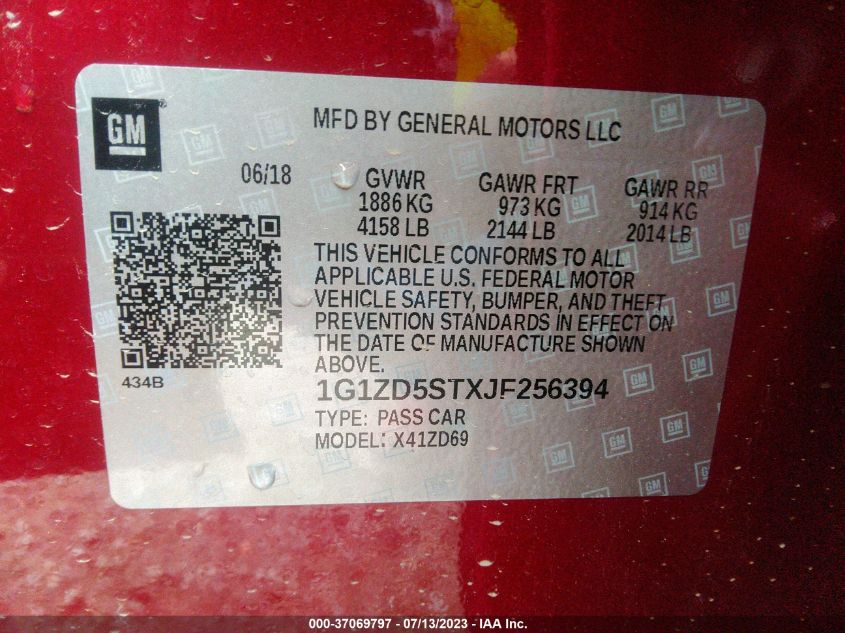 GM
MFD BY GENERAL MOTORS LLC
06/18
GVWR GAWR FRT GAWR RR
1886 KG 973 KG 914 KG
4158 LB 2144 LB 2014 LB
THIS VEHICLE CONFORMS TO ALL
APPLICABLE U.S. FEDERAL MOTOR
VEHICLE SAFETY, BUMPER, AND THEFT
PREVENTION STANDARDS IN EFFECT ON
THE DATE OF MANUFACTURE SHOWN
ABOVE.
434B
1G1ZD5STXJF256394
TYPE: PASS CAR
MODEL: X41ZD69
000-37069797 - 07/13/2023 - IAA Inc.